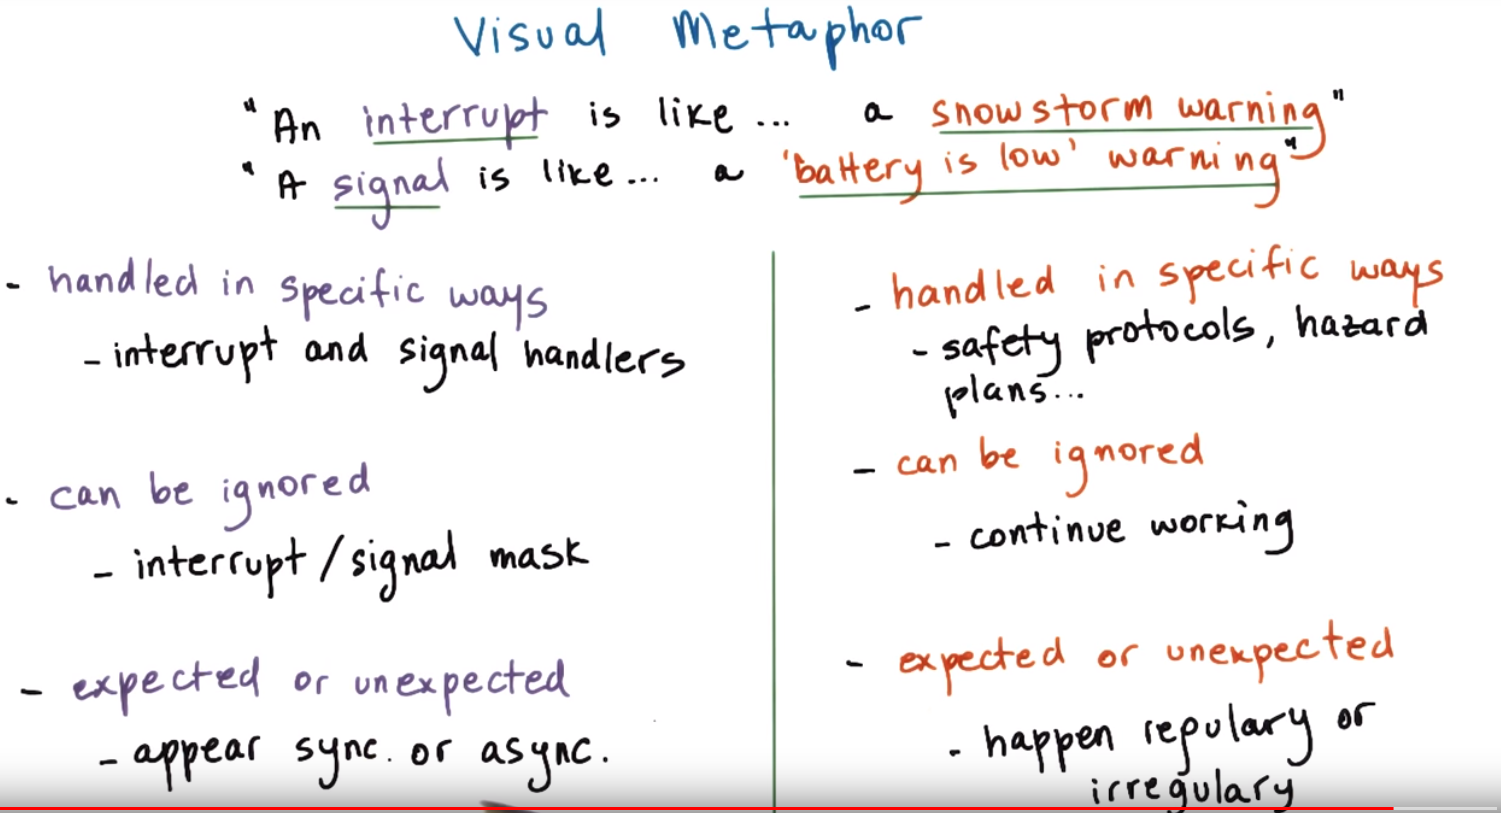 Visual Metaphor
"An interrupt is like... a snowstorm warning"
"A signal is like... a 'battery is low' warning"
- handled in specific ways
- interrupt and signal handlers
- can be ignored
- interrupt/signal mask
- expected or unexpected
- appear sync. or async.
- handled in specific ways
- safety protocols, hazard
plans...
- can be ignored
- continue working
- expected or unexpected
- happen regulary or
irregulary